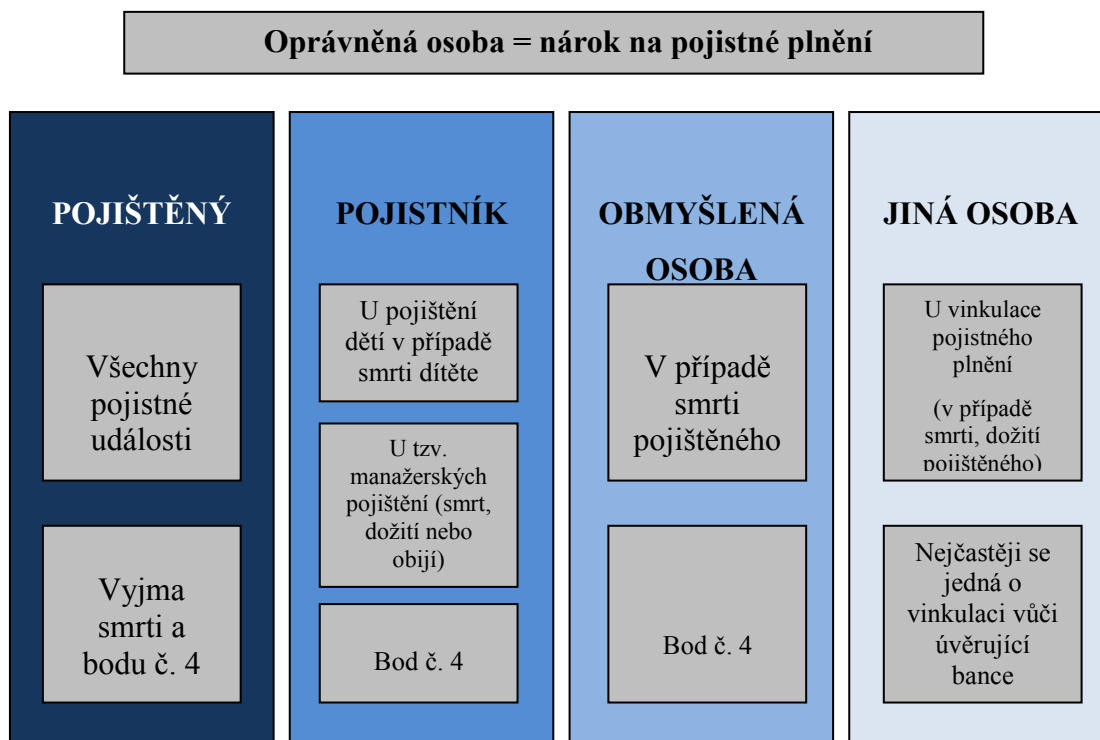 Oprávněná osoba = nárok na pojistné plnění
POJIŠTĚNÝ
Všechny
pojistné
události
Vyjma
smrti a
bodu č. 4
POJISTNÍK
U pojištění
dětí v případě
smrti dítěte
U tzv.
manažerských
pojištění (smrt,
dožití nebo
obijí)
Bod č. 4
OBMYŠLENÁ
OSOBA
V případě
smrti
pojištěného
Bod č. 4
JINÁ OSOBA
U vinkulace
pojistného
plnění
(v případě
smrti, dožití
pojištěného)
Nejčastěji se
jedná o
vinkulaci vůči
úvěrující
bance